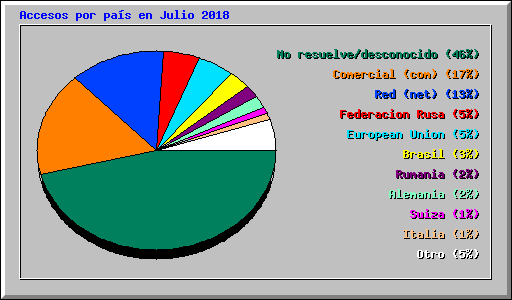 Accesos por país en Julio 2018
No resuelve/desconocido (46%)
Comercial (com) (17%)
Red (net) (13%)
Federacion Rusa (5%)
European Union (5%)
Brasil (3%)
Rumania (2%)
Alemania (2%)
Suiza (1%)
Italia (1%)
Otro (5%)